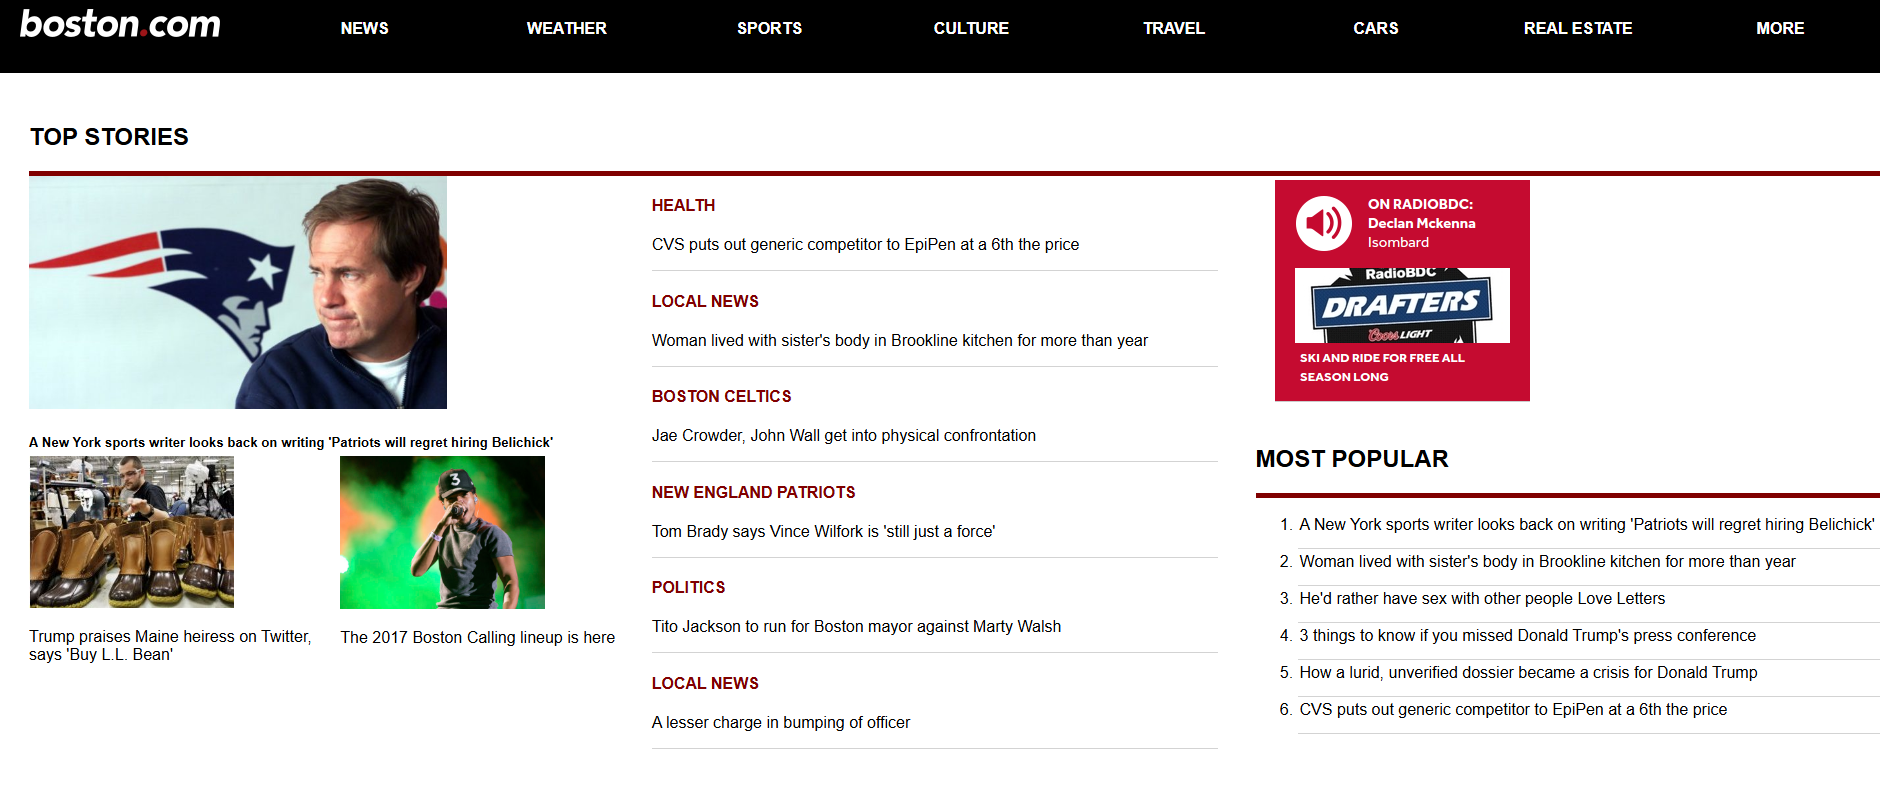 boston.com
NEWS
WEATHER
SPORTS
CULTURE
TRAVEL
CARS
REAL ESTATE
MORE
TOP STORIES
A New York sports writer looks back on writing 'Patriots will regret hiring Belichick'
3
Trump praises Maine heiress on Twitter,
says 'Buy L.L. Bean'
The 2017 Boston Calling lineup is here
HEALTH
CVS puts out generic competitor to EpiPen at a 6th the price
LOCAL NEWS
Woman lived with sister's body in Brookline kitchen for more than year
BOSTON CELTICS
Jae Crowder, John Wall get into physical confrontation
NEW ENGLAND PATRIOTS
Tom Brady says Vince Wilfork is 'still just a force'
POLITICS
Tito Jackson to run for Boston mayor against Marty Walsh
LOCAL NEWS
A lesser charge in bumping of officer
ON RADIOBDC:
Declan Mckenna
Isombard
RadioBDC
DRAFTERS
Coors LIGHT
SKI AND RIDE FOR FREE ALL
SEASON LONG
MOST POPULAR
1. A New York sports writer looks back on writing 'Patriots will regret hiring Belichick'
2. Woman lived with sister's body in Brookline kitchen for more than year
3. He'd rather have sex with other people Love Letters
4. 3 things to know if you missed Donald Trump's press conference
5. How a lurid, unverified dossier became a crisis for Donald Trump
6. CVS puts out generic competitor to EpiPen at a 6th the price